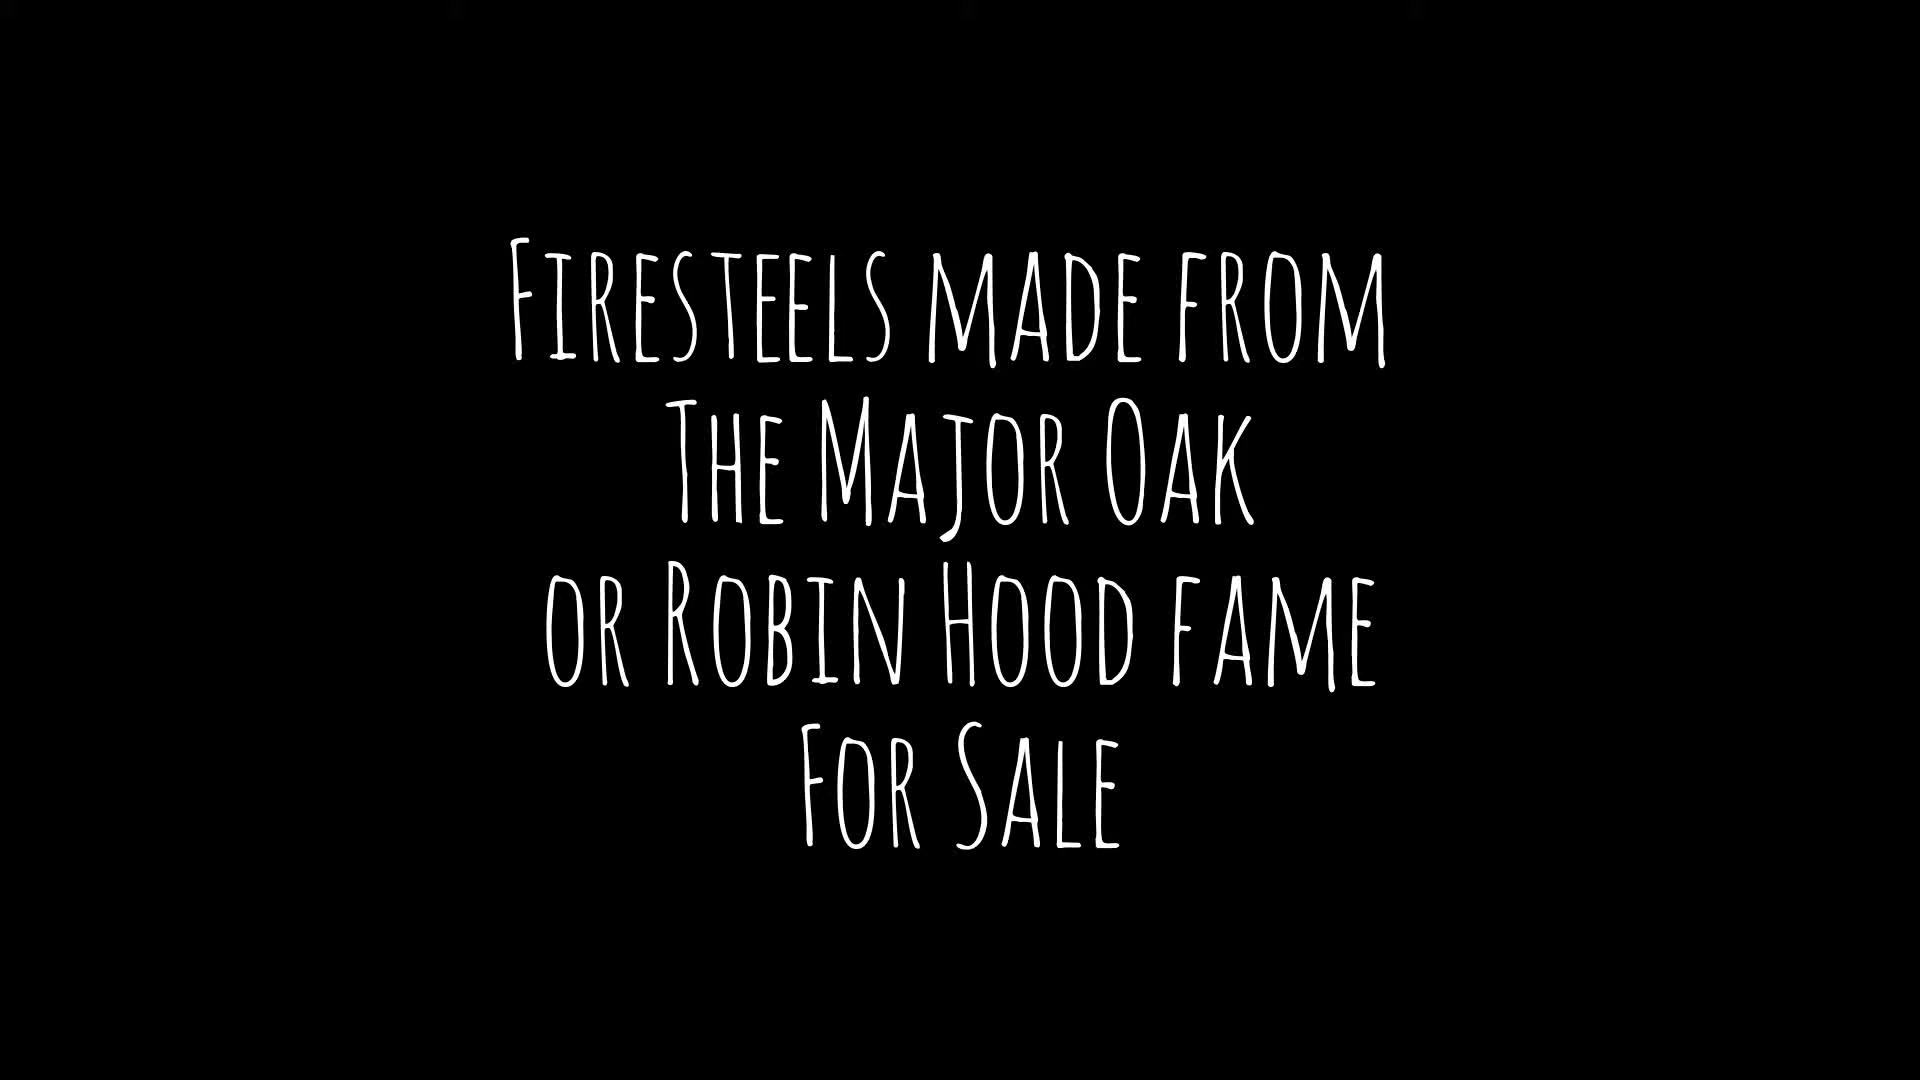 Firesteels made from
The Major Oak
or Robin Hood fame
For Sale